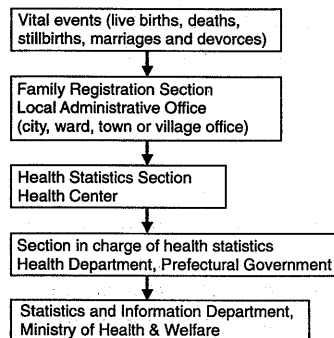 Vital events (live births, deaths,
stillbirths, marriages and devorces)
Family Registration Section
Local Administrative Office
(city, ward, town or village office)
Health Statistics Section
Health Center
Section in charge of health statistics
Health Department, Prefectural Government
Statistics and Information Department,
Ministry of Health & Welfare